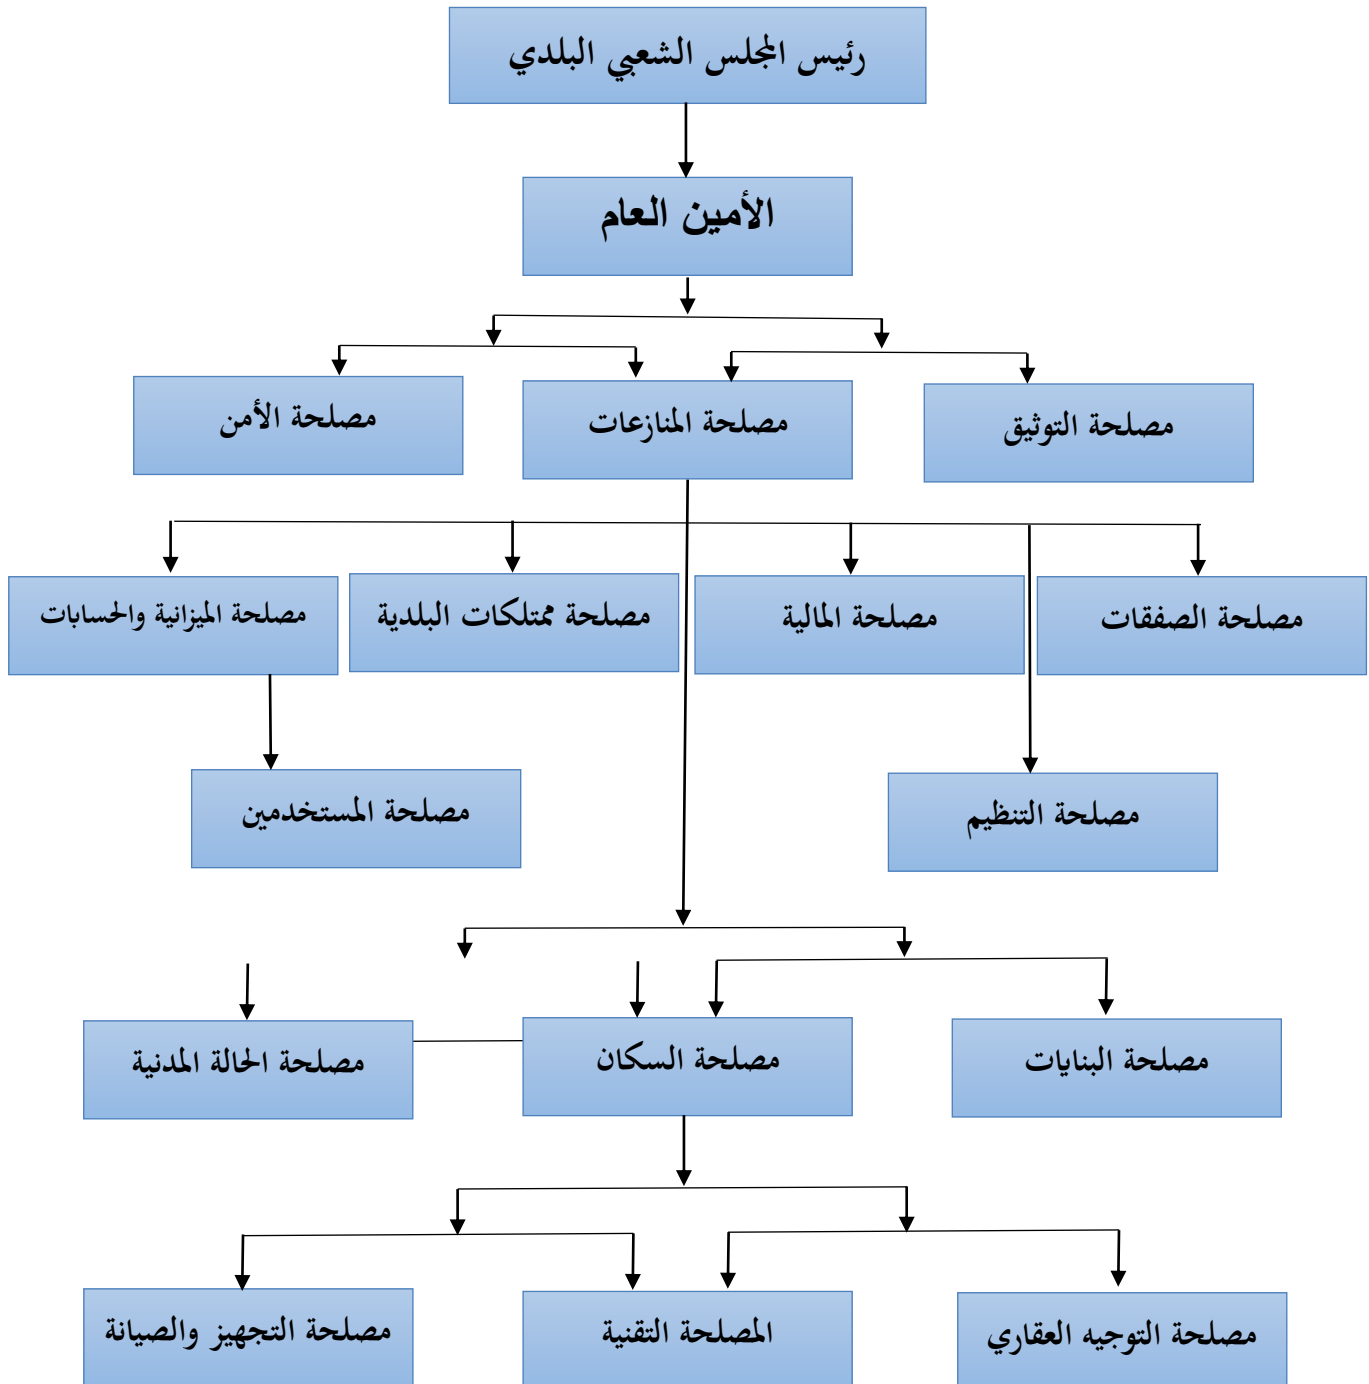 رئيس المجلس الشعبي البلدي
الأمين العام
مصلحة التوثيق
مصلحة المنازعات
مصلحة الأمن
مصلحة الصفقات
مصلحة المالية
مصلحة ممتلكات البلدية
مصلحة الميزانية والحسابات
مصلحة التنظيم
مصلحة المستخدمين
مصلحة البنايات
مصلحة السكان
مصلحة الحالة المدنية
مصلحة التوجيه العقاري
المصلحة التقنية
مصلحة التجهيز والصيانة